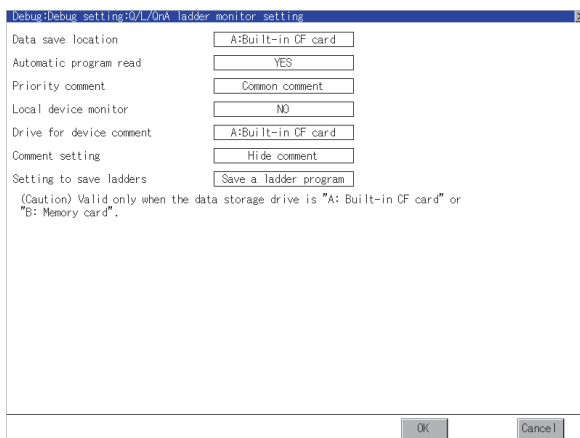 Debug:Debug setting:Q/L/QnA ladder monitor setting
Data save location A:Built-in CF card
Automatic program read YES
Priority comment Common comment
Local device monitor NO
Drive for device comment A:Built-in CF card
Comment setting Hide comment
Setting to save ladders Save a ladder program
(Caution) Valid only when the data storage drive is "A: Built-in CF card" or
"B: Memory card".
OK Cancel